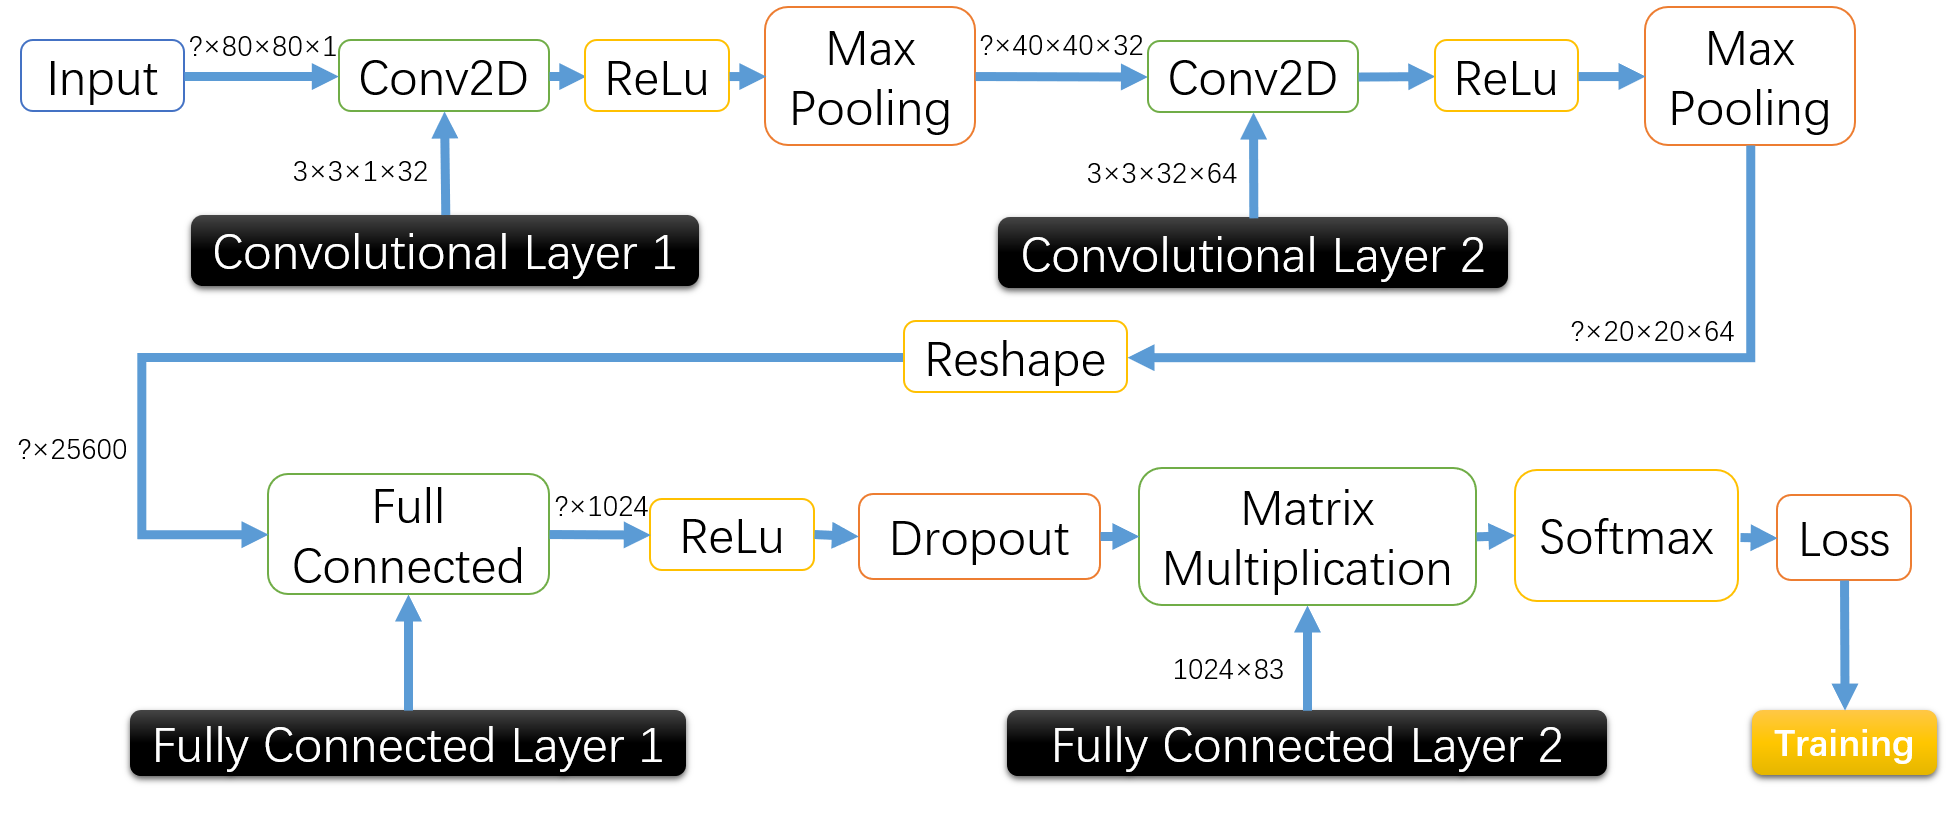 Input
?×80×80×1
Conv2D
ReLu
Max
Pooling
?×40×40×32
Conv2D
ReLu
Max
Pooling
3×3×1×32
3×3×32×64
Convolutional Layer 1
Convolutional Layer 2
?×20×20×64
Reshape
?×25600
Full
Connected
?×1024
ReLu
Dropout
Matrix
Multiplication
Softmax
Loss
1024×83
Fully Connected Layer 1
Fully Connected Layer 2
Training